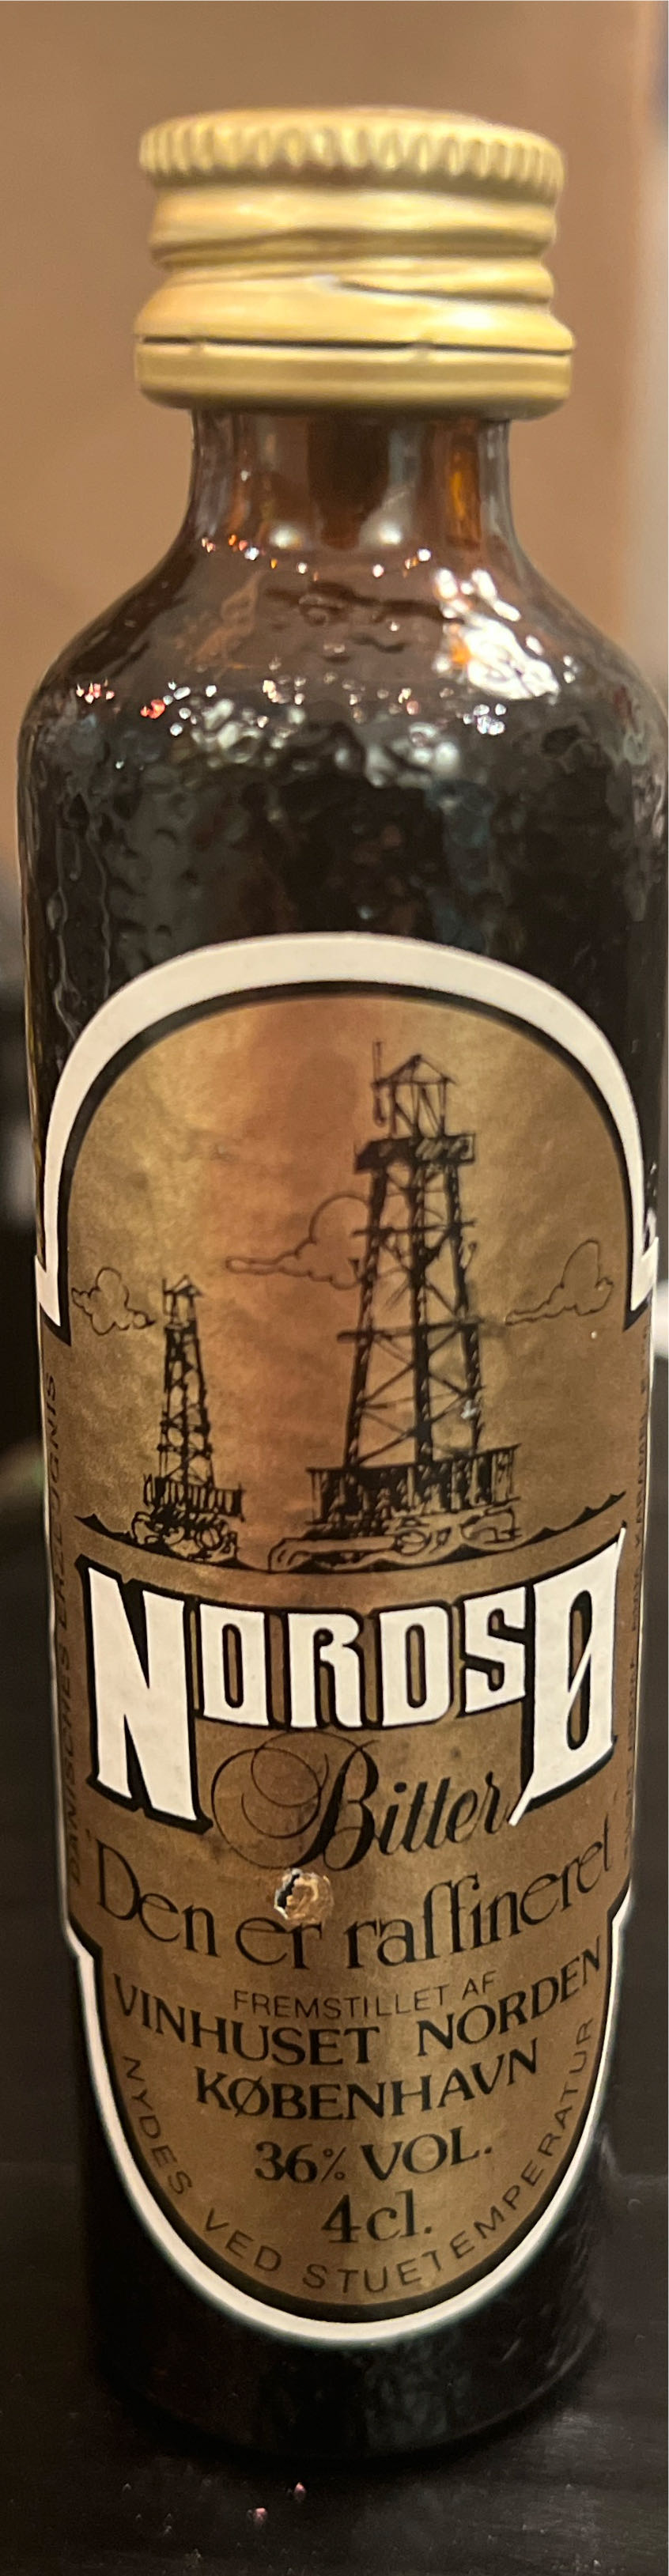 NORDSØ
Bitter
"Den er raffineret"
FREMSTILLET AF
VINHUSET NORDEN
KØBENHAVN
36% VOL.
4cl.
NYDES VED STUETEMPERATUR
DÄNISCHES ERZEUGNIS